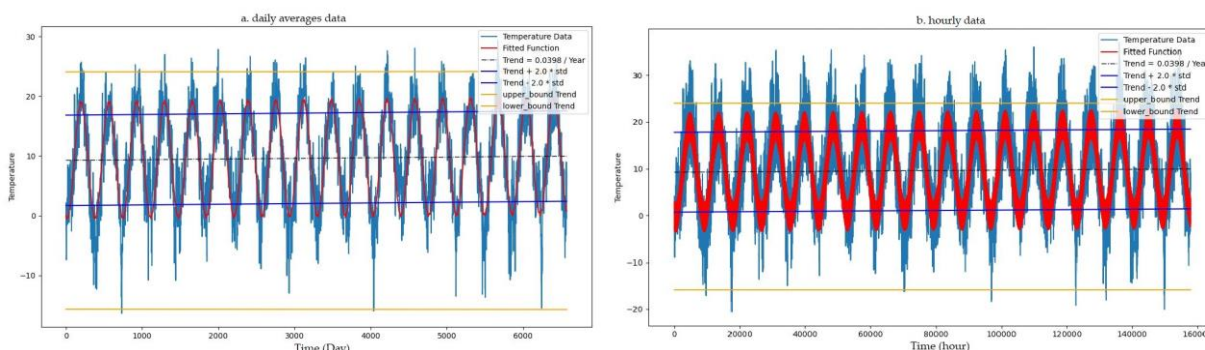 a. daily averages data
30
20
10
0
−10
Temperature
0
1000
2000
3000
4000
5000
6000
Time (Day)
Temperature Data
Fitted Function
Trend = 0.0398 / Year
Trend + 2.0 * std
Trend - 2.0 * std
upper_bound Trend
lower_bound Trend
b. hourly data
30
20
10
0
−10
−20
Temperature
0
20000
40000
60000
80000
100000
120000
140000
16000
Time (hour)
Temperature Data
Fitted Function
Trend = 0.0398 / Year
Trend + 2.0 * std
Trend - 2.0 * std
upper_bound Trend
lower_bound Trend